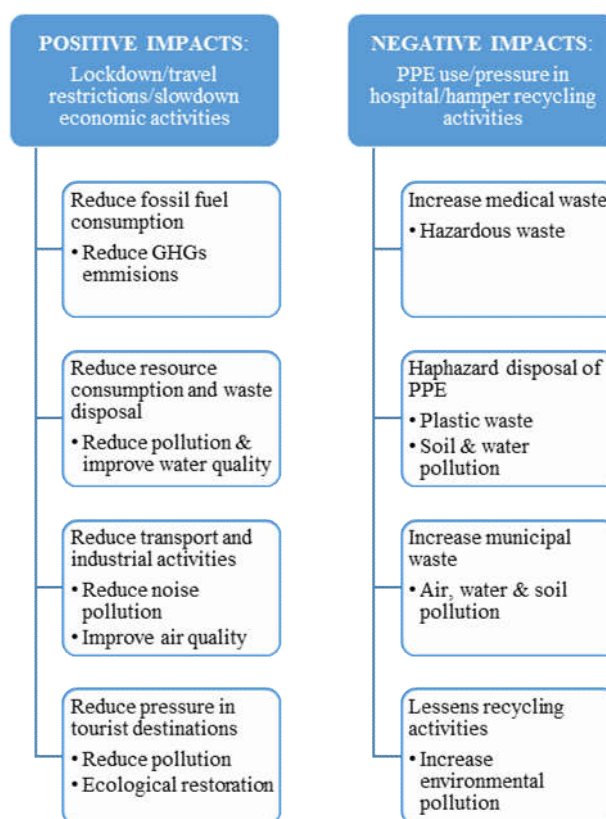 POSITIVE IMPACTS:
Lockdown/travel
restrictions/slowdown
economic activities
Reduce fossil fuel
consumption
• Reduce GHGs
emmisions
Reduce resource
consumption and waste
disposal
• Reduce pollution &
improve water quality
Reduce transport and
industrial activities
• Reduce noise
pollution
• Improve air quality
Reduce pressure in
tourist destinations
• Reduce pollution
• Ecological restoration
NEGATIVE IMPACTS:
PPE use/pressure in
hospital/hamper recycling
activities
Increase medical waste
• Hazardous waste
Haphazard disposal of
PPE
• Plastic waste
• Soil & water
pollution
Increase municipal
waste
• Air, water & soil
pollution
Lessens recycling
activities
• Increase
environmental
pollution